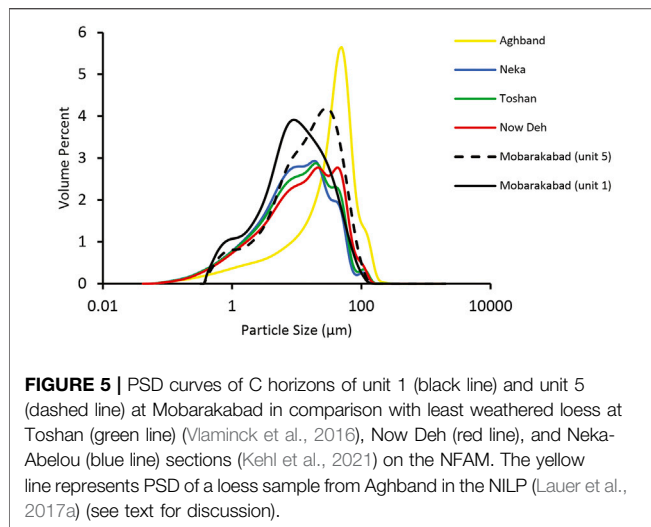 6
5
4
3
2
1
0
Volume Percent
0.01
1
100
10000
Particle Size (µm)
Aghband
Neka
Toshan
Now Deh
Mobarakabad (unit 5)
Mobarakabad (unit 1)
FIGURE 5 | PSD curves of C horizons of unit 1 (black line) and unit 5
(dashed line) at Mobarakabad in comparison with least weathered loess at
Toshan (green line) (Vlaminck et al., 2016), Now Deh (red line), and Neka-
Abelou (blue line) sections (Kehl et al., 2021) on the NFAM. The yellow
line represents PSD of a loess sample from Aghband in the NILP (Lauer et al.,
2017a) (see text for discussion).